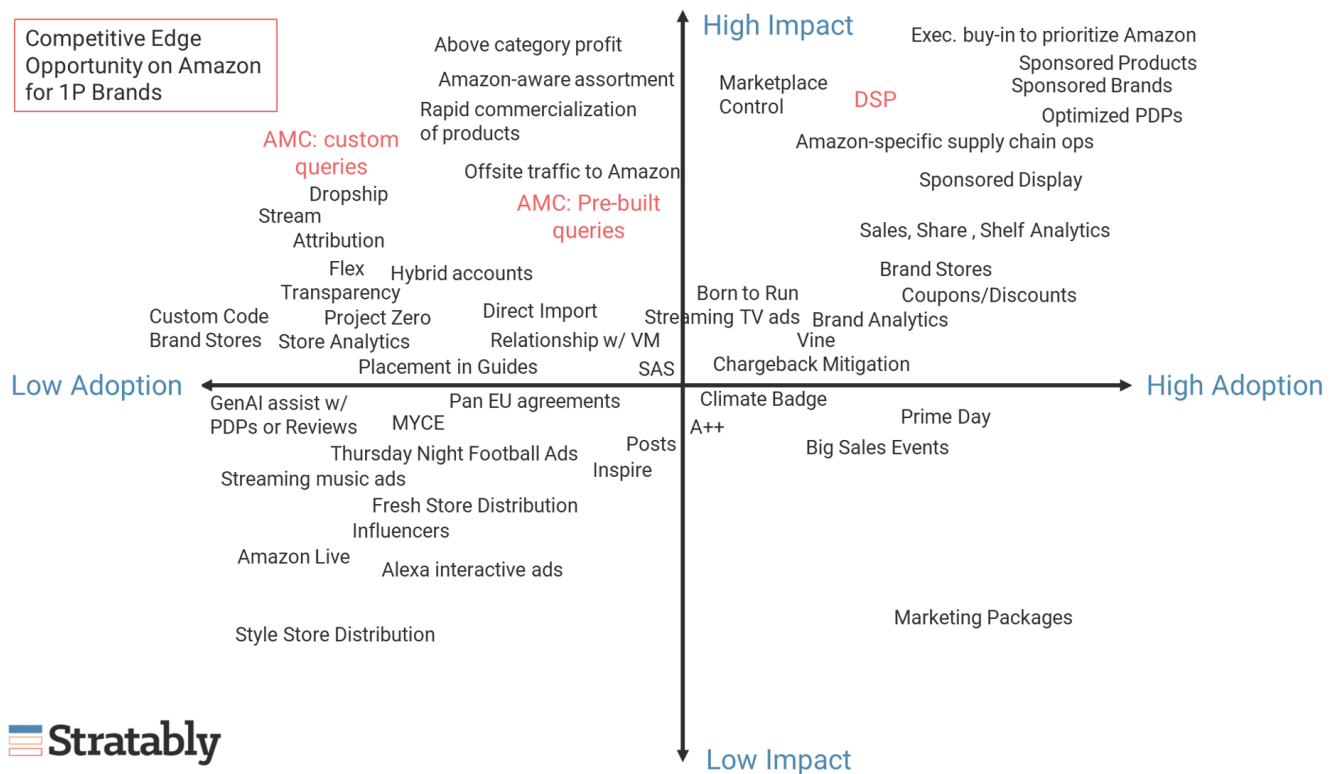 Competitive Edge
Opportunity on Amazon
for 1P Brands
High Impact
Above category profit
Amazon-aware assortment
Rapid commercialization
of products
AMC: custom
queries
Offsite traffic to Amazon
AMC: Pre-built
queries
Dropship
Stream
Attribution
Flex
Hybrid accounts
Transparency
Custom Code
Brand Stores
Project Zero
Direct Import
Store Analytics
Relationship w/ VM
Placement in Guides
SAS
Exec. buy-in to prioritize Amazon
Sponsored Products
Sponsored Brands
Marketplace
Control
DSP
Optimized PDPs
Amazon-specific supply chain ops
Sponsored Display
Sales, Share , Shelf Analytics
Brand Stores
Born to Run
Coupons/Discounts
Streaming TV ads
Brand Analytics
Vine
Chargeback Mitigation
Low Adoption
High Adoption
GenAI assist w/
PDPs or Reviews
Pan EU agreements
MYCE
Posts
Thursday Night Football Ads
Inspire
Streaming music ads
Fresh Store Distribution
Influencers
Amazon Live
Alexa interactive ads
Style Store Distribution
Climate Badge
A++
Prime Day
Big Sales Events
Marketing Packages
Stratably
Low Impact